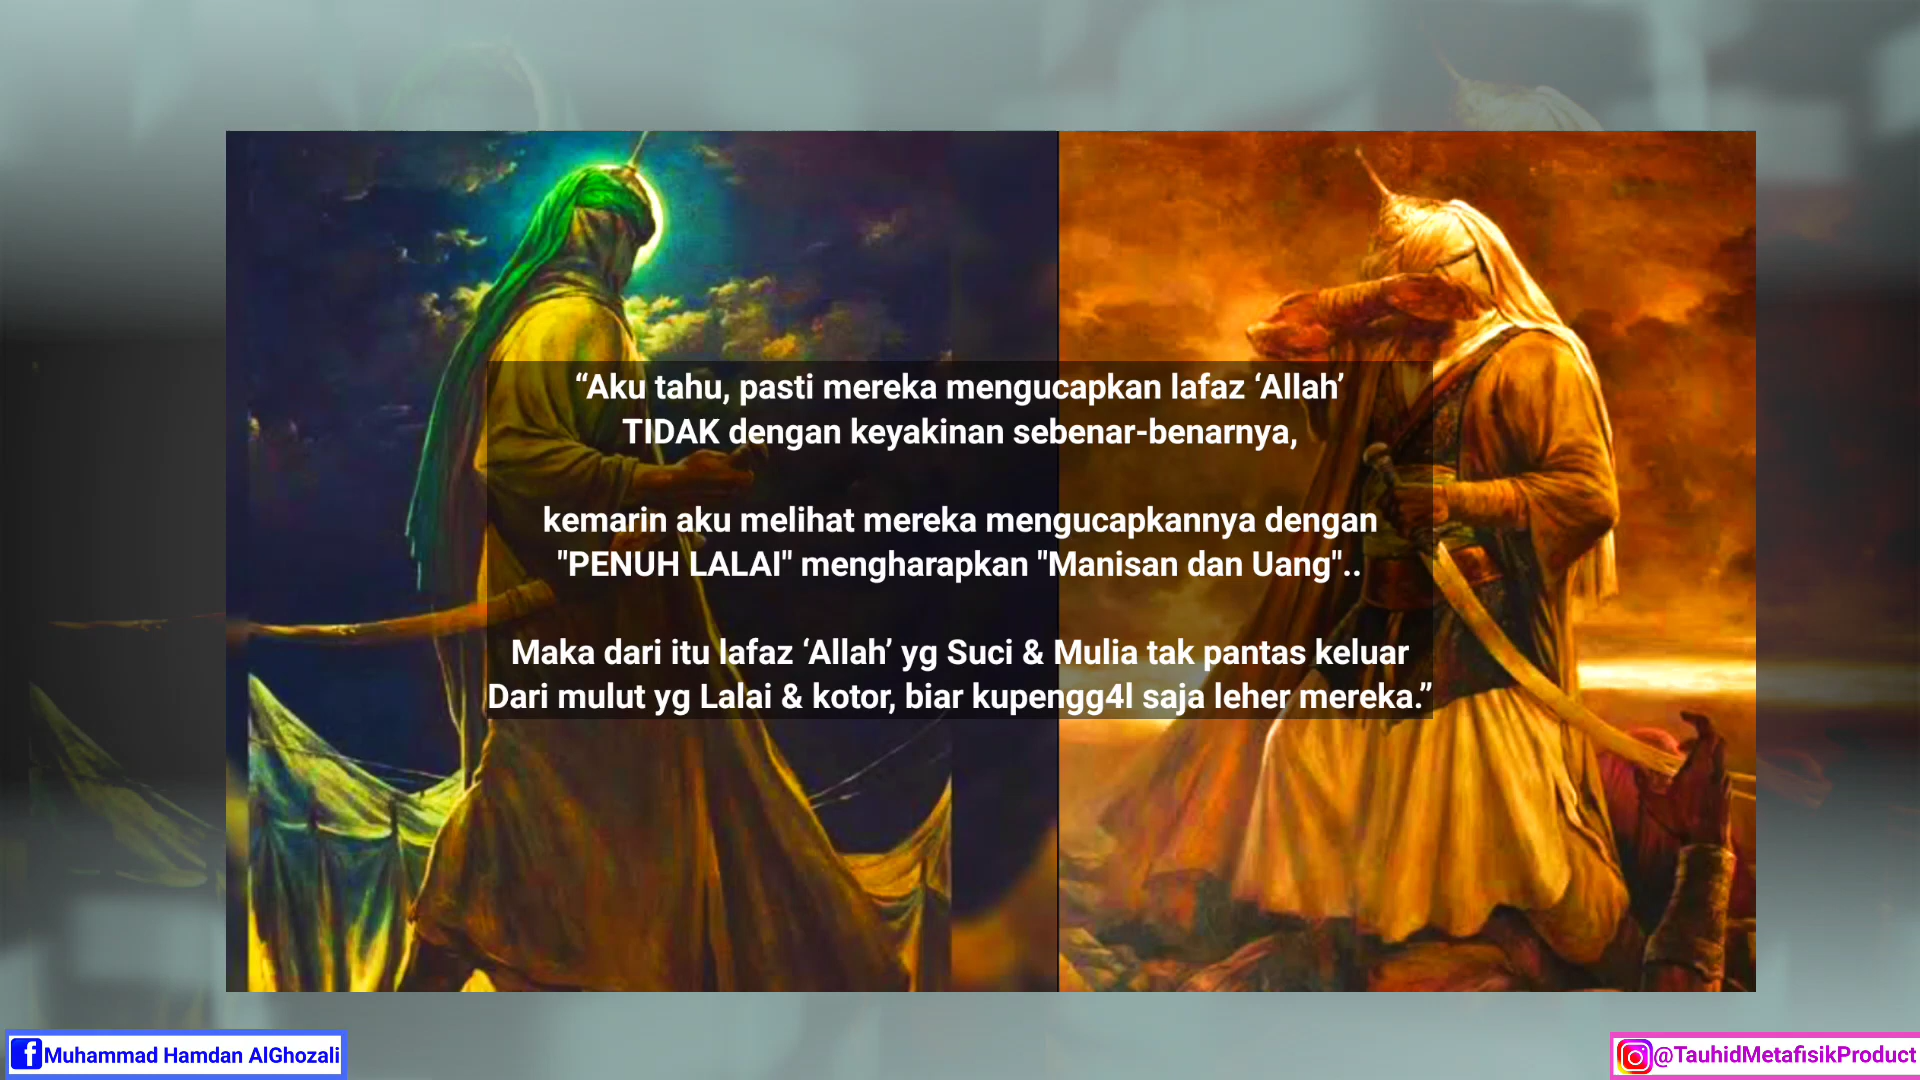 “Aku tahu, pasti mereka mengucapkan lafaz ‘Allah’
TIDAK dengan keyakinan sebenar-benarnya,
kemarin aku melihat mereka mengucapkannya dengan
"PENUH LALAI" mengharapkan "Manisan dan Uang"..
Maka dari itu lafaz ‘Allah’ yg Suci & Mulia tak pantas keluar
Dari mulut yg Lalai & kotor, biar kupengg4l saja leher mereka.”
Muhammad Hamdan AlGhozali
@TauhidMetafisikProduct